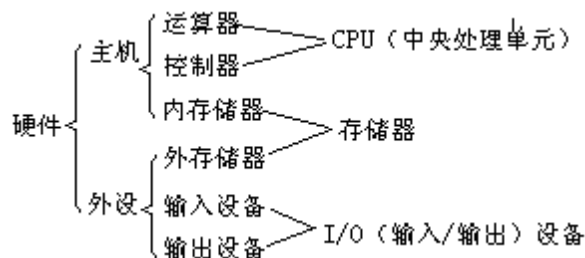 运算器
CPU（中央处理单元）
主机
控制器
内存储器
硬件
存储器
外存储器
外设
输入设备
I/O（输入/输出）设备
输出设备